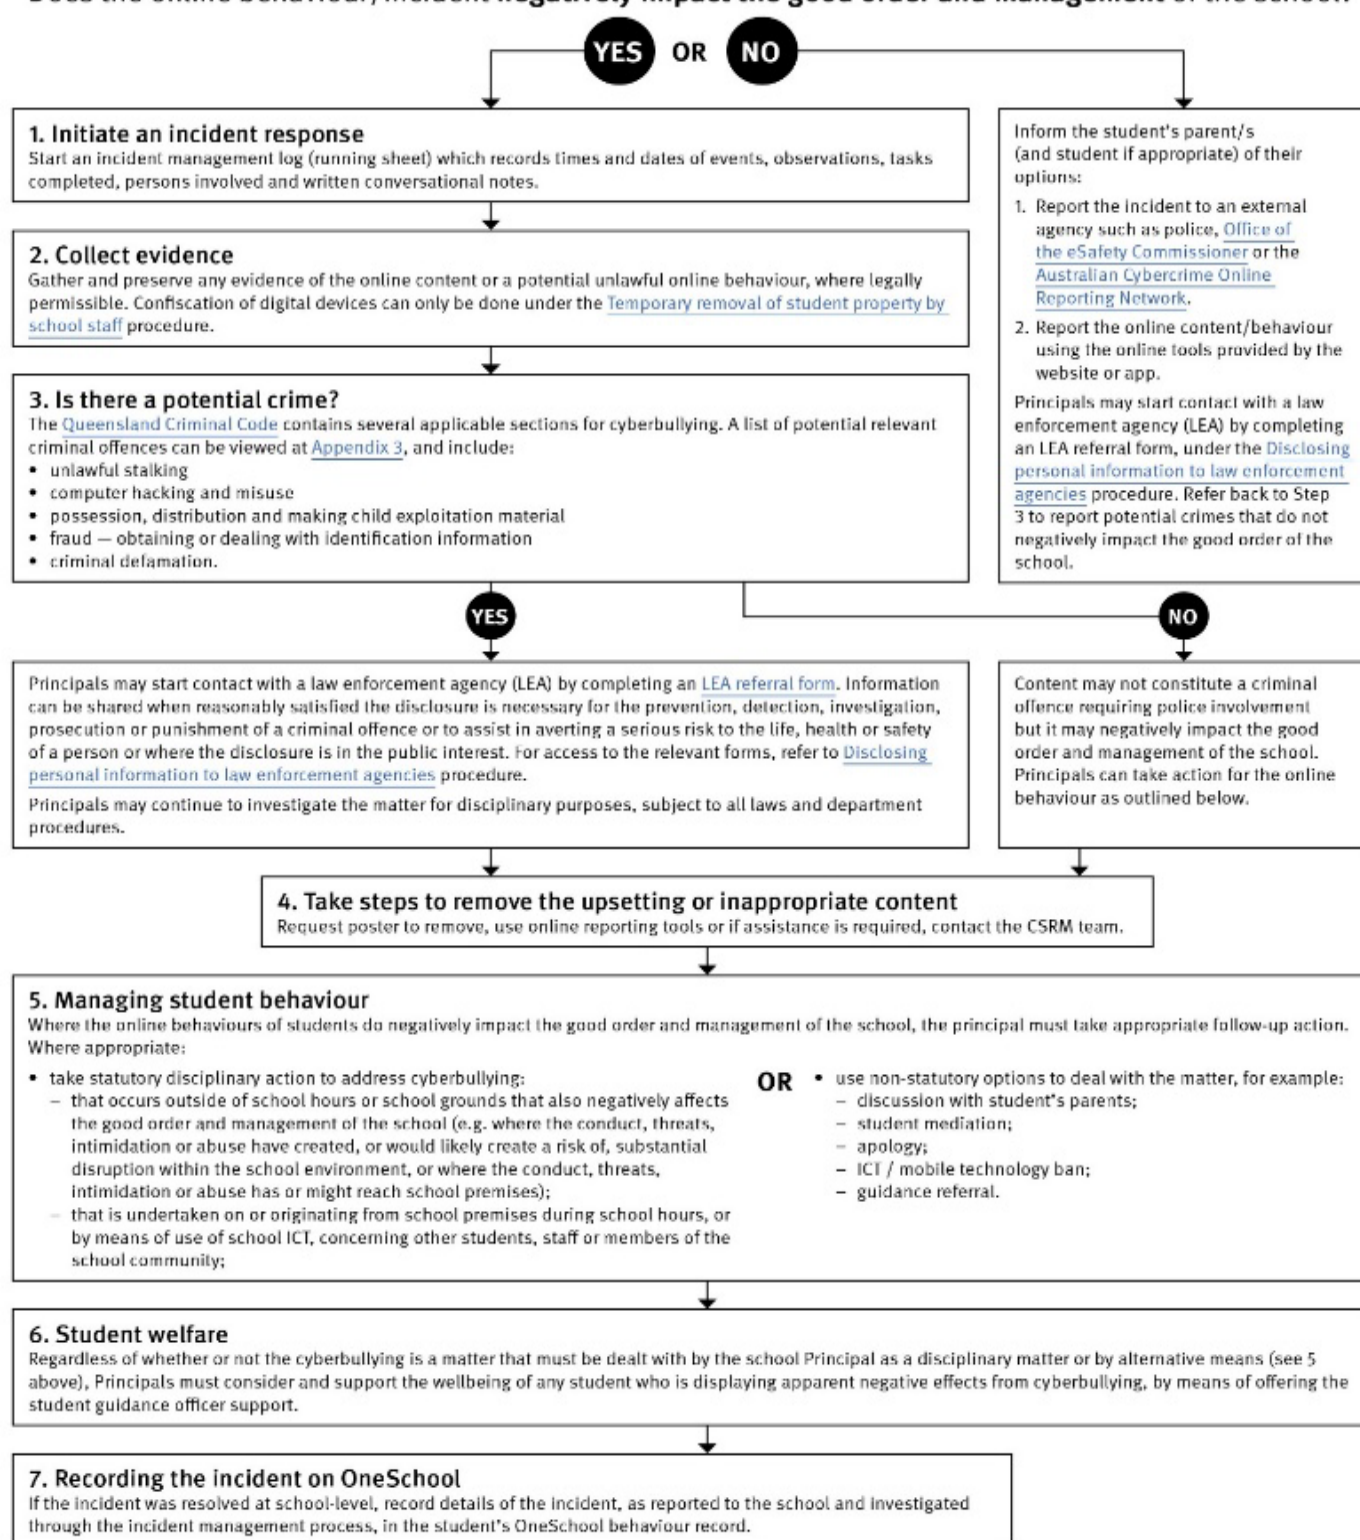 YES OR NO
1. Initiate an incident response
Start an incident management log (running sheet) which records times and dates of events, observations, tasks
completed, persons involved and written conversational notes.
Inform the student's parent/s
(and student if appropriate) of their
options:
1. Report the incident to an external
agency such as police, Office of
the eSafety Commissioner or the
Australian Cybercrime Online
Reporting Network.
2. Report the online content/behaviour
using the online tools provided by the
website or app.
Principals may start contact with a law
enforcement agency (LEA) by completing
an LEA referral form, under the Disclosing
personal information to law enforcement
agencies procedure. Refer back to Step
3 to report potential crimes that do not
negatively impact the good order of the
school.
2. Collect evidence
Gather and preserve any evidence of the online content or a potential unlawful online behaviour, where legally
permissible. Confiscation of digital devices can only be done under the Temporary removal of student property by
school staff procedure.
3. Is there a potential crime?
The Queensland Criminal Code contains several applicable sections for cyberbullying. A list of potential relevant
criminal offences can be viewed at Appendix 3, and include:
• unlawful stalking
• computer hacking and misuse
• possession, distribution and making child exploitation material
• fraud — obtaining or dealing with identification information
• criminal defamation.
YES
NO
Principals may start contact with a law enforcement agency (LEA) by completing an LEA referral form. Information
can be shared when reasonably satisfied the disclosure is necessary for the prevention, detection, investigation,
prosecution or punishment of a criminal offence or to assist in averting a serious risk to the life, health or safety
of a person or where the disclosure is in the public interest. For access to the relevant forms, refer to Disclosing
personal information to law enforcement agencies procedure.
Principals may continue to investigate the matter for disciplinary purposes, subject to all laws and department
procedures.
Content may not constitute a criminal
offence requiring police involvement
but it may negatively impact the good
order and management of the school.
Principals can take action for the online
behaviour as outlined below.
4. Take steps to remove the upsetting or inappropriate content
Request poster to remove, use online reporting tools or if assistance is required, contact the CSRM team.
5. Managing student behaviour
Where the online behaviours of students do negatively impact the good order and management of the school, the principal must take appropriate follow-up action.
Where appropriate:
• take statutory disciplinary action to address cyberbullying:
– that occurs outside of school hours or school grounds that also negatively affects
the good order and management of the school (e.g. where the conduct, threats,
intimidation or abuse have created, or would likely create a risk of, substantial
disruption within the school environment, or where the conduct, threats,
intimidation or abuse has or might reach school premises);
– that is undertaken on or originating from school premises during school hours, or
by means of use of school ICT, concerning other students, staff or members of the
school community;
OR
• use non-statutory options to deal with the matter, for example:
– discussion with student's parents;
– student mediation;
– apology;
– ICT / mobile technology ban;
– guidance referral.
6. Student welfare
Regardless of whether or not the cyberbullying is a matter that must be dealt with by the school Principal as a disciplinary matter or by alternative means (see 5
above), Principals must consider and support the wellbeing of any student who is displaying apparent negative effects from cyberbullying, by means of offering the
student guidance officer support.
7. Recording the incident on OneSchool
If the incident was resolved at school-level, record details of the incident, as reported to the school and investigated
through the incident management process, in the student's OneSchool behaviour record.